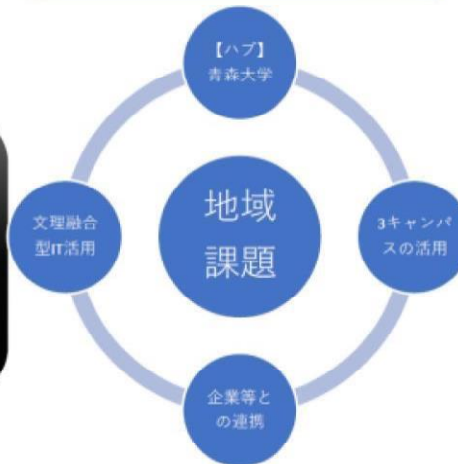 【ハブ】
青森大学
文理融合
型IT活用
地域
課題
3キャンパ
スの活用
企業等と
の連携